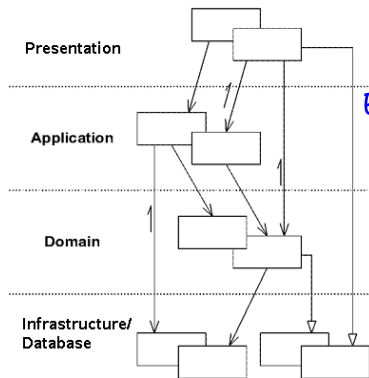 Presentation
Application
Domain
Infrastructure/
Database